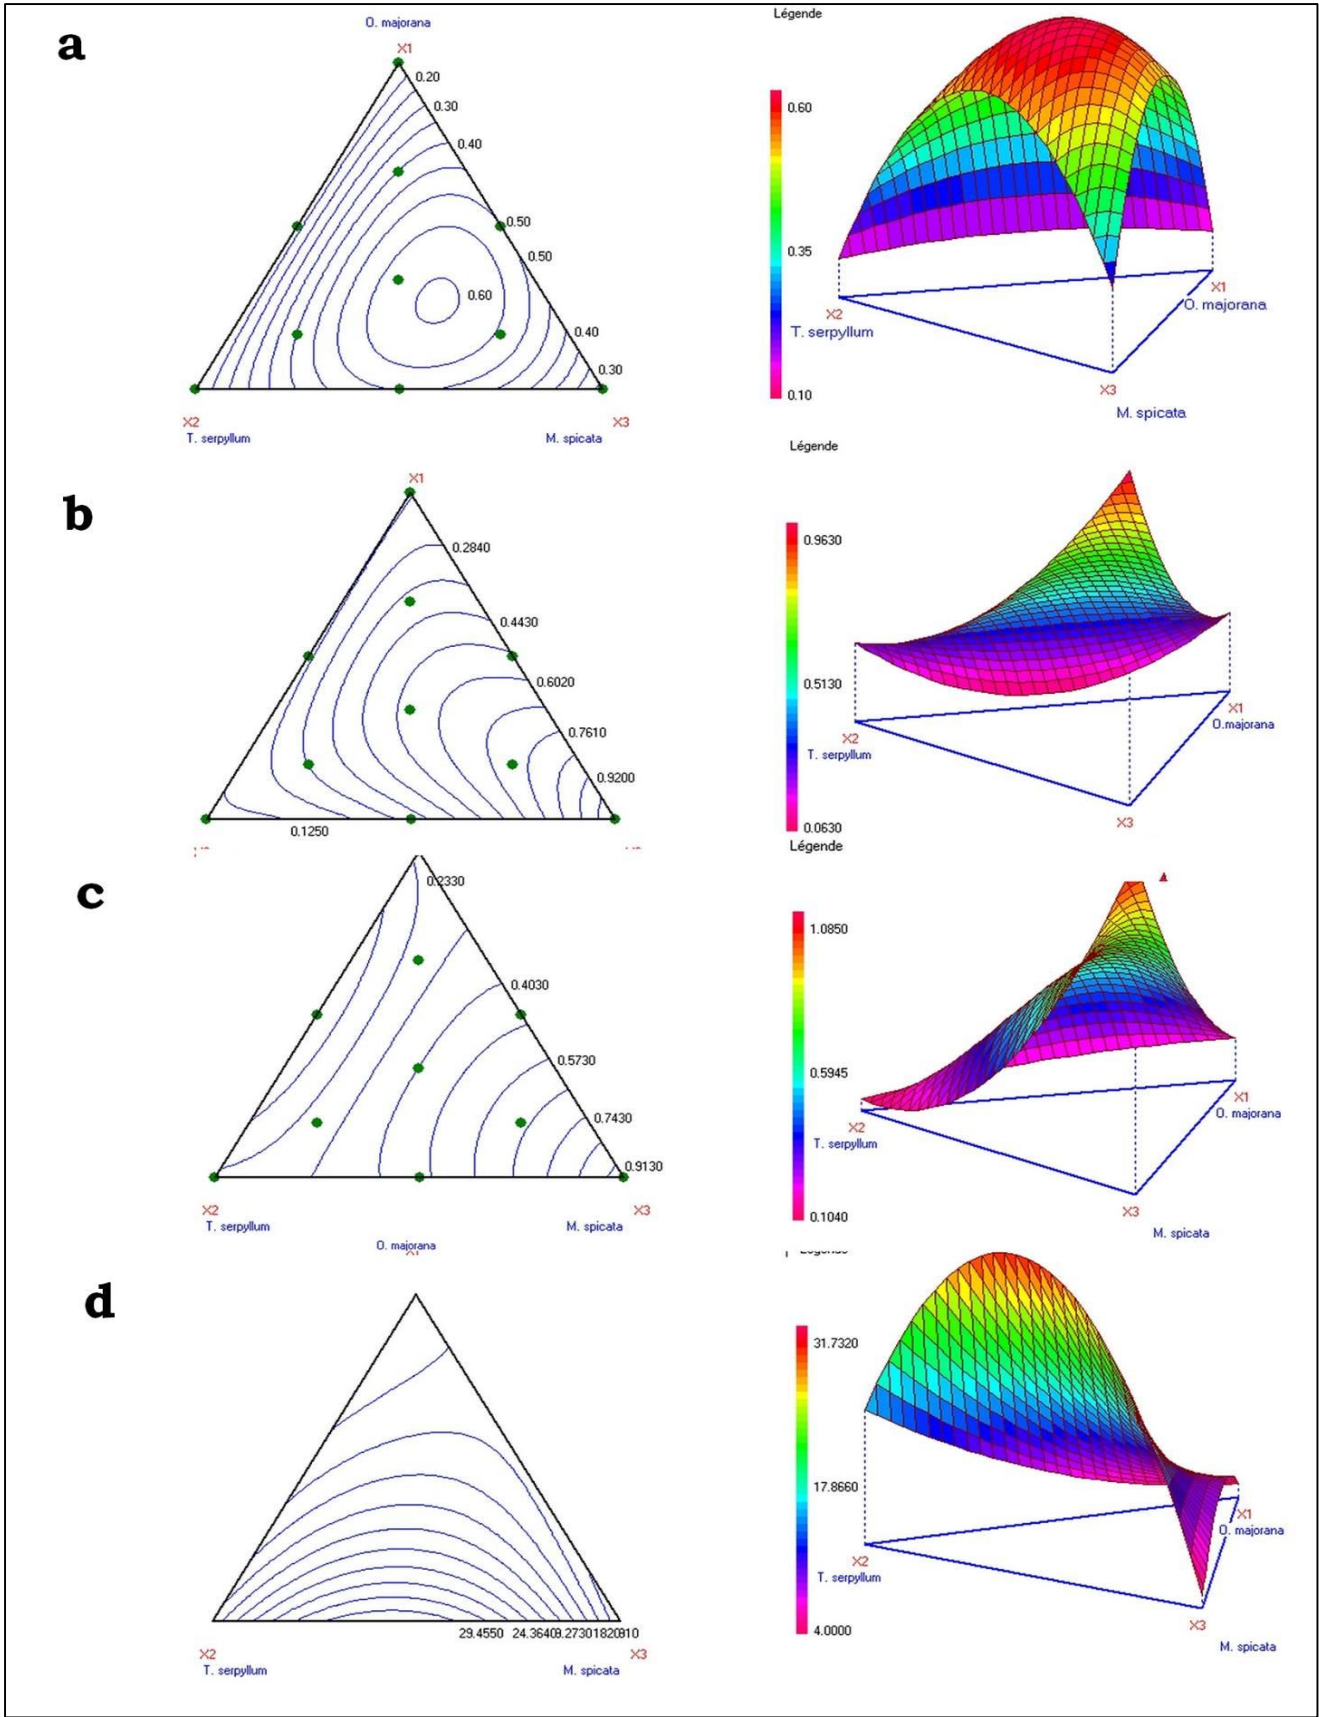 a
O. majorana
X1
0.20
0.30
0.40
0.50
0.50
0.60
0.40
0.30
X2
T. serpyllum
M. spicata
X3
Légende
0.60
0.35
0.10
X2
T. serpyllum
X1
O. majorana
X3
M. spicata
b
X1
0.2840
0.4430
0.6020
0.7610
0.9200
0.1250
Légende
0.9630
0.5130
0.0630
X2
T. serpyllum
X1
O.majorana
X3
c
0.2330
0.4030
0.5730
0.7430
0.9130
X2
T. serpyllum
M. spicata
X3
Légende
1.0850
0.5945
0.1040
X2
T. serpyllum
X1
O. majorana
X3
M. spicata
d
O. majorana
29.4550
X2
T. serpyllum
M. spicata
X3
31.7320
17.8660
4.0000
X2
T. serpyllum
X1
O. majorana
X3
M. spicata